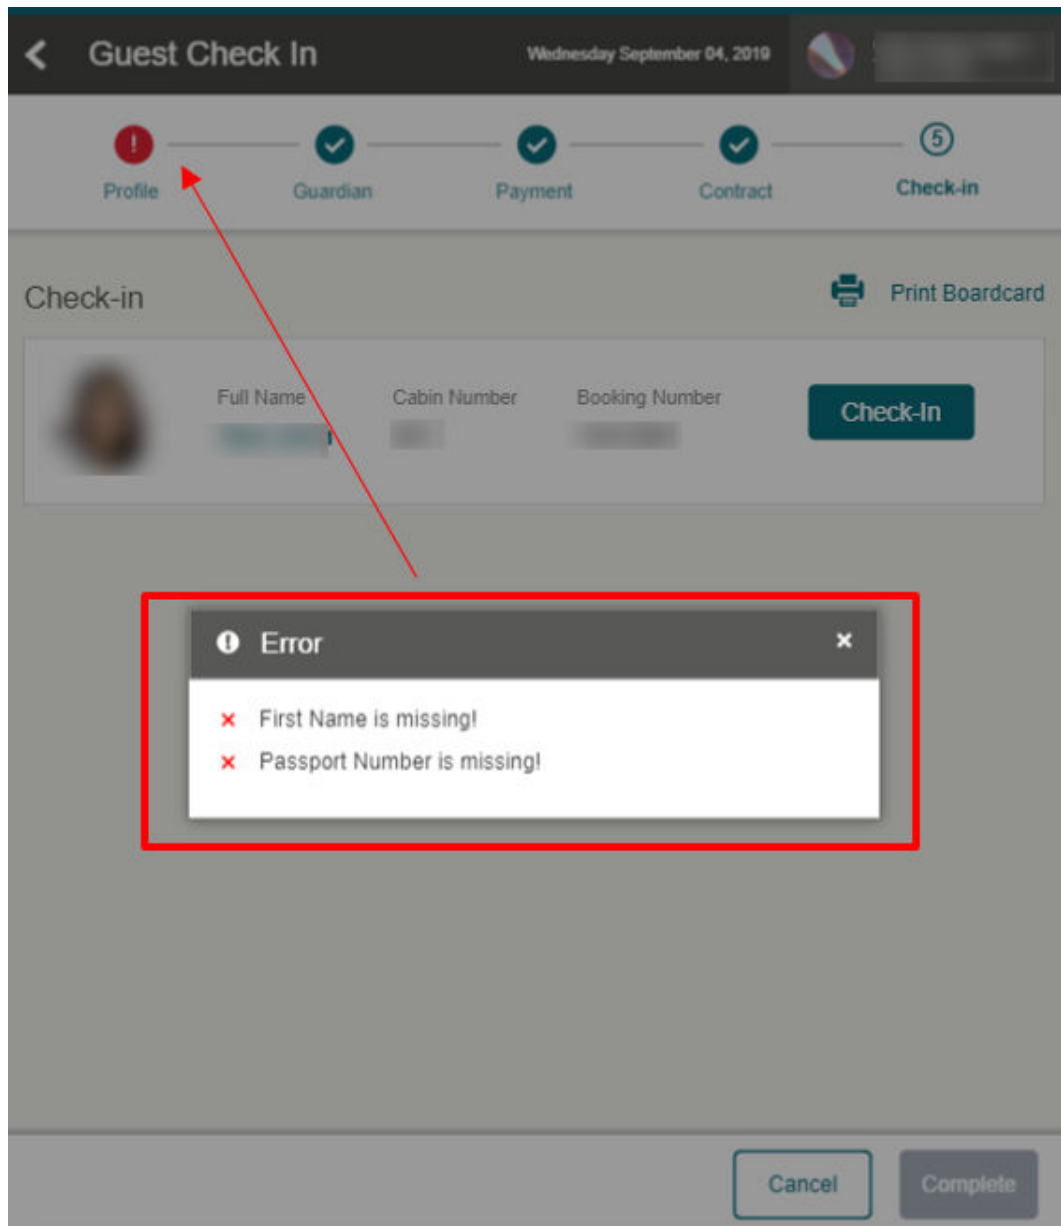 Guest Check In
Wednesday September 04, 2019
!
Profile
Guardian
Payment
Contract
5
Check-in
Check-in
Print Boardcard
Full Name
Cabin Number
Booking Number
Check-In
! Error ×
× First Name is missing!
× Passport Number is missing!
Cancel
Complete